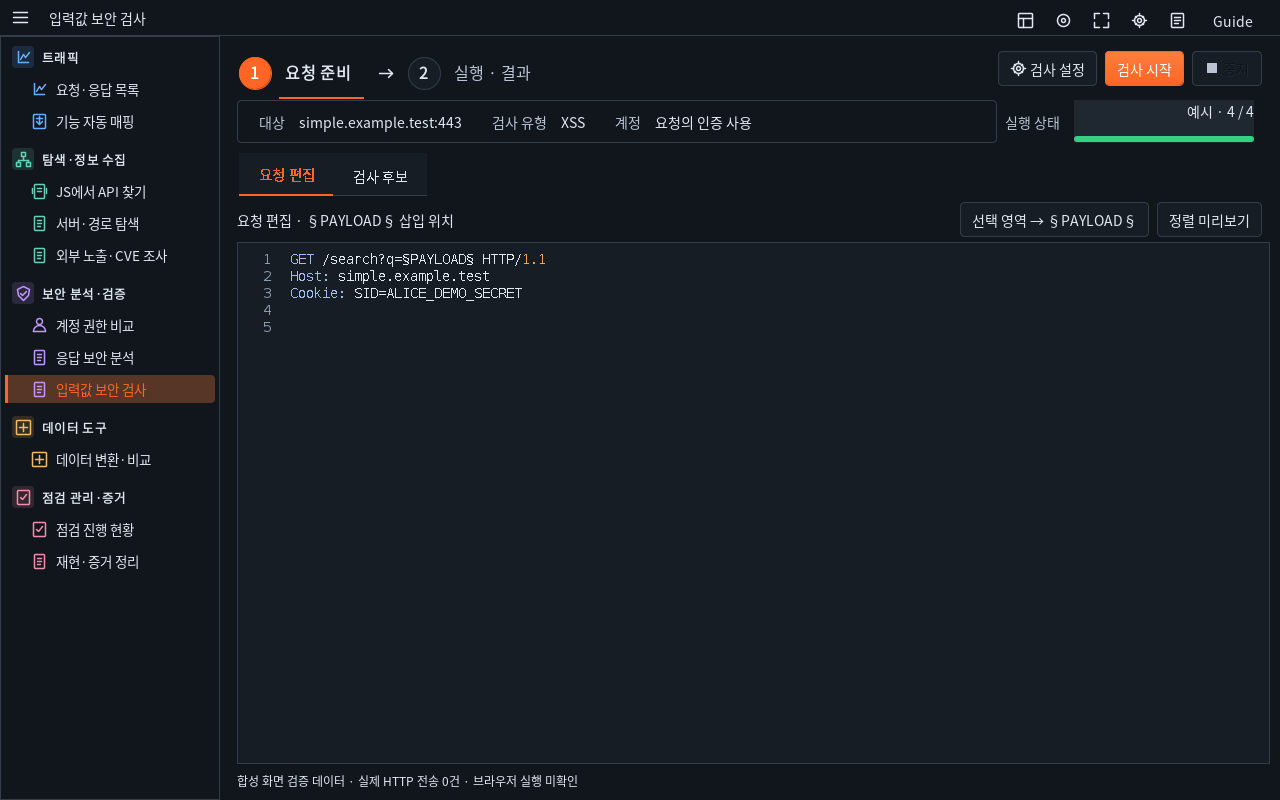 입력값 보안 검사
Guide
트래픽
요청·응답 목록
기능 자동 매핑
탐색·정보 수집
JS에서 API 찾기
서버·경로 탐색
외부 노출·CVE 조사
보안 분석·검증
계정 권한 비교
응답 보안 분석
입력값 보안 검사
데이터 도구
데이터 변환·비교
점검 관리·증거
점검 진행 현황
재현·증거 정리
1 요청 준비 → 2 실행 · 결과
검사 설정
검사 시작
대상 simple.example.test:443 검사 유형 XSS 계정 요청의 인증 사용
실행 상태
예시 · 4 / 4
요청 편집
검사 후보
요청 편집 · §PAYLOAD§ 삽입 위치
선택 영역 → §PAYLOAD§
정렬 미리보기
1 GET /search?q=§PAYLOAD§ HTTP/1.1
2 Host: simple.example.test
3 Cookie: SID=ALICE_DEMO_SECRET
4
5
합성 화면 검증 데이터 · 실제 HTTP 전송 0건 · 브라우저 실행 미확인